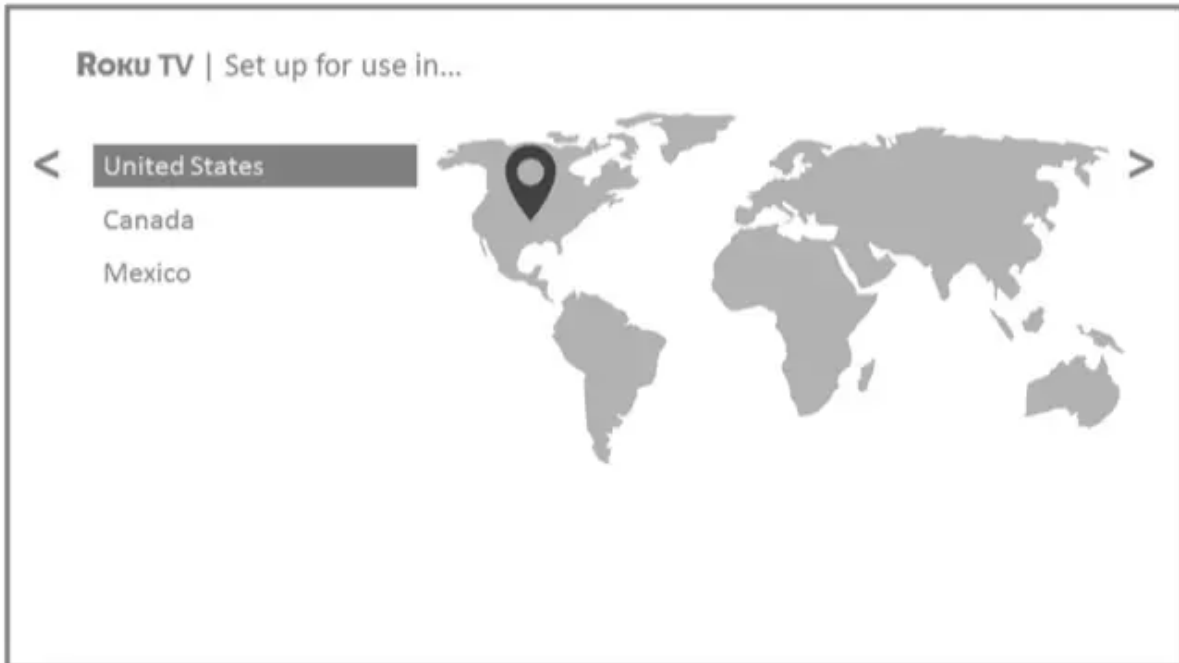 ROKU TV | Set up for use in...
< United States >
Canada
Mexico